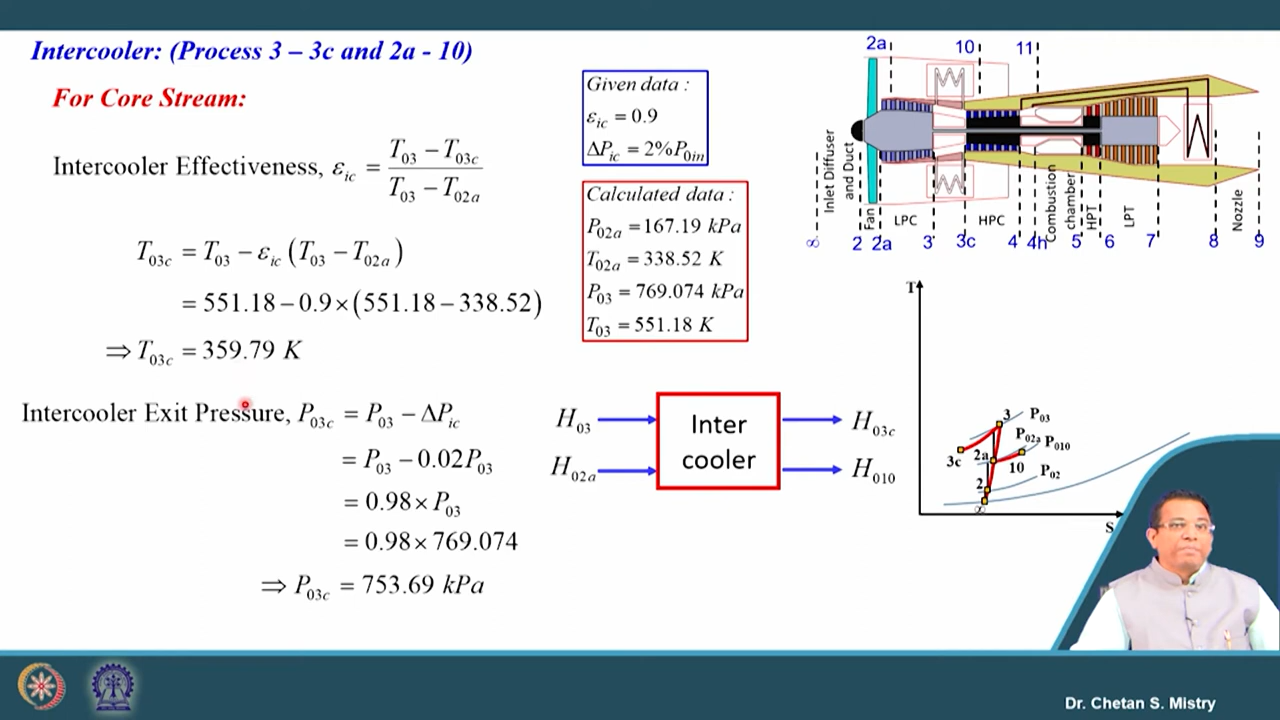 Intercooler: (Process 3 – 3c and 2a - 10)
For Core Stream:
Intercooler Effectiveness, ε_ic = (T_03 − T_03c) / (T_03 − T_02a)
T_03c = T_03 − ε_ic (T_03 − T_02a)
= 551.18 − 0.9 × (551.18 − 338.52)
⇒ T_03c = 359.79 K
Intercooler Exit Pressure, P_03c = P_03 − ΔP_ic
= P_03 − 0.02P_03
= 0.98 × P_03
= 0.98 × 769.074
⇒ P_03c = 753.69 kPa
Given data :
ε_ic = 0.9
ΔP_ic = 2%P_0in
Calculated data :
P_02a = 167.19 kPa
T_02a = 338.52 K
P_03 = 769.074 kPa
T_03 = 551.18 K
H_03
H_02a
Inter
cooler
H_03c
H_010
2a 10 11
Inlet Diffuser
and Duct
Fan
LPC
HPC
Combustion
chamber
HPT
LPT
Nozzle
∞ 2 2a 3 3c 4 4h 5 6 7 8 9
T
3 P_03
P_02a P_010
3c 2a 10 P_02
2
∞
S
Dr. Chetan S. Mistry